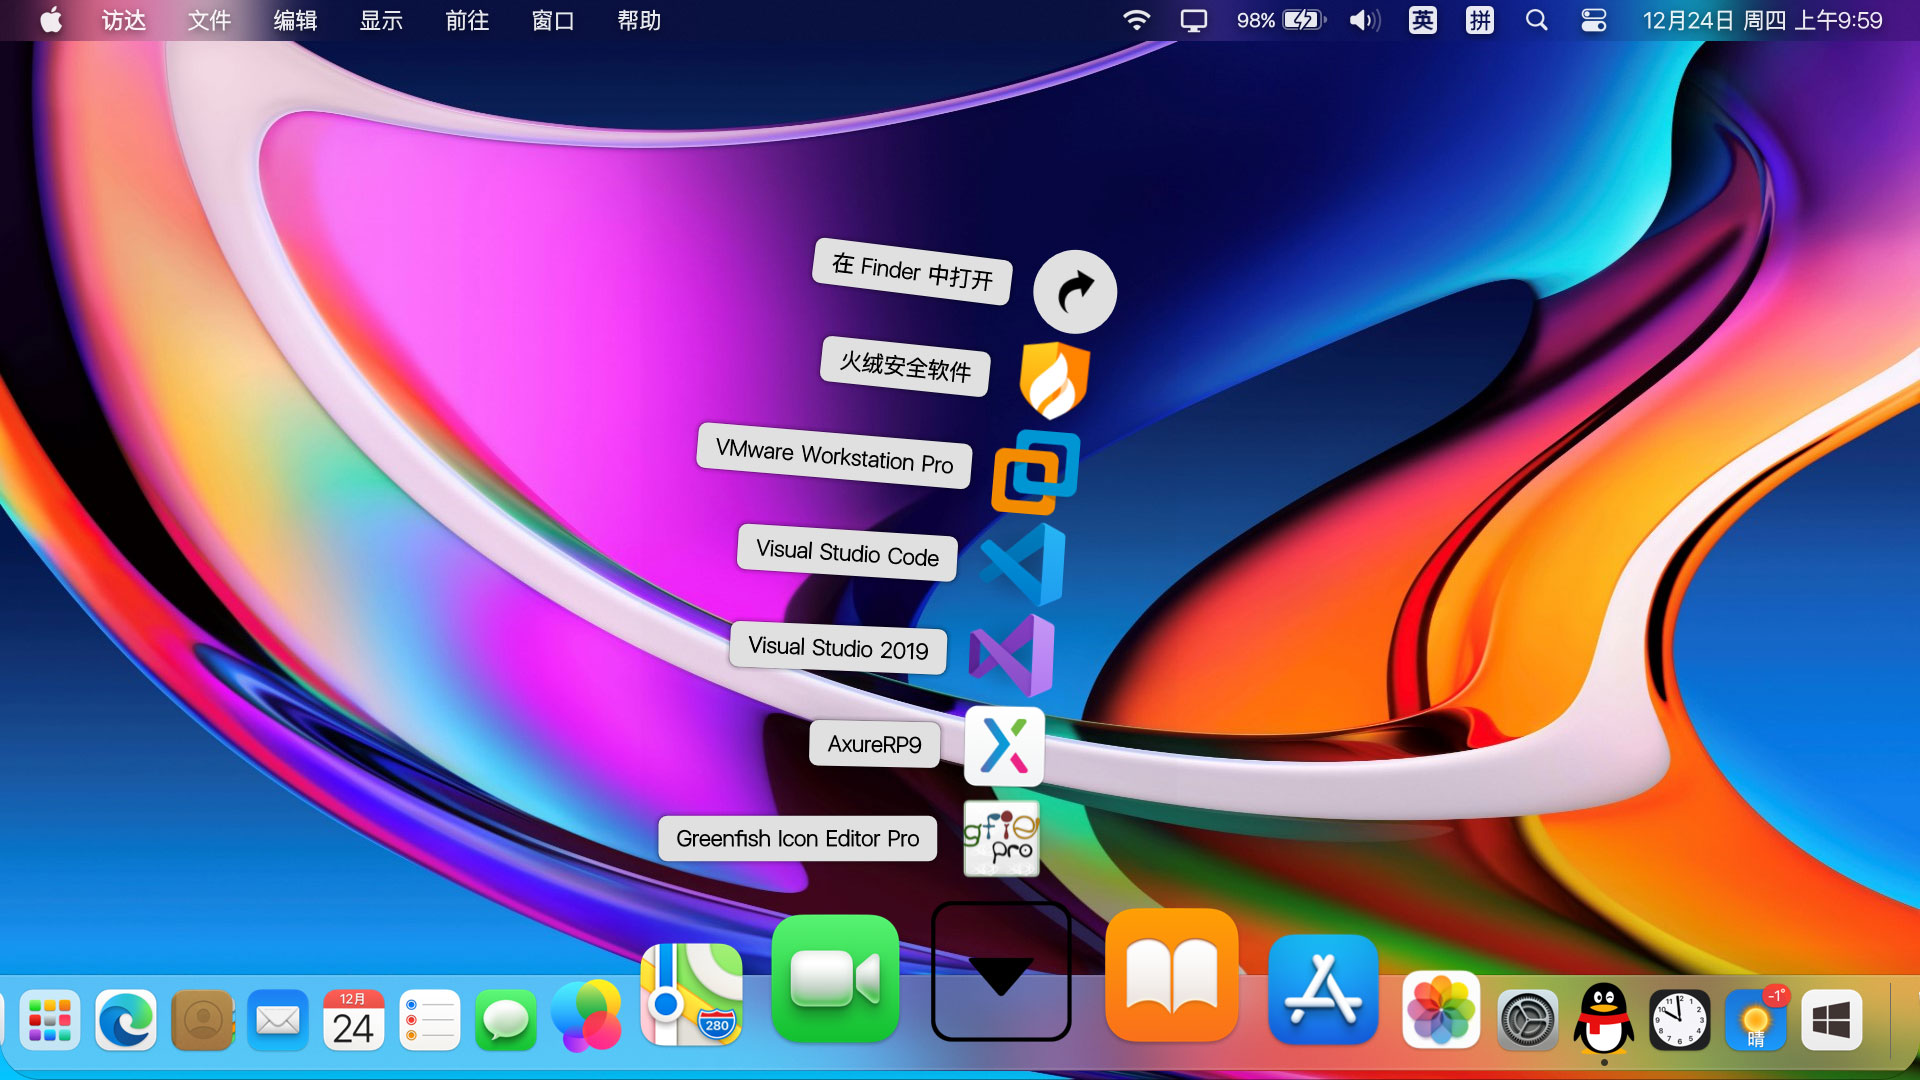 访达 文件 编辑 显示 前往 窗口 帮助 98% 英 拼 12月24日 周四 上午9:59
在 Finder 中打开
火绒安全软件
VMware Workstation Pro
Visual Studio Code
Visual Studio 2019
AxureRP9
Greenfish Icon Editor Pro
gfie
pro
12月
24
280
-1°
晴